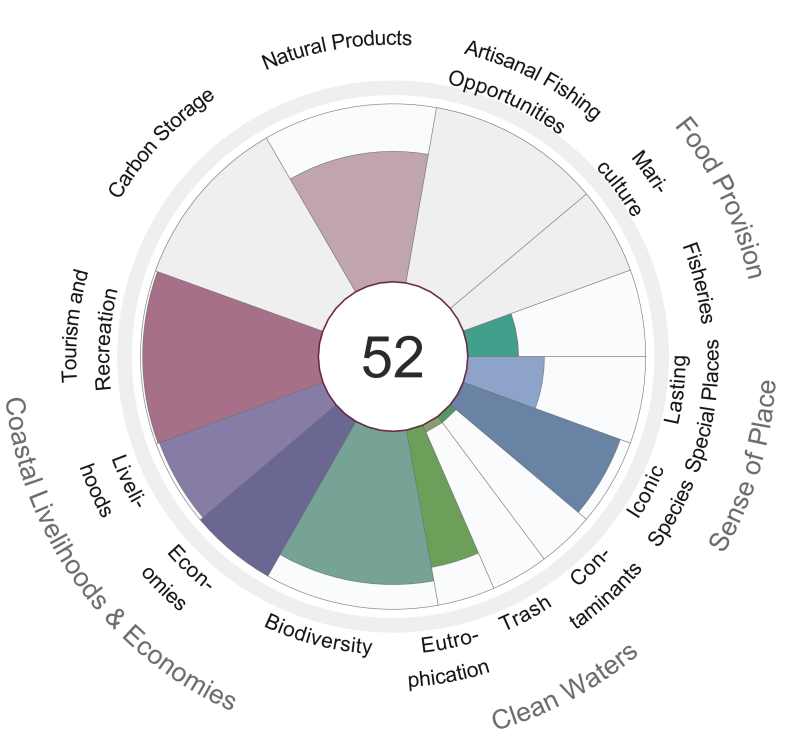 Natural Products
Artisanal Fishing
Opportunities
Mari-
culture
Food Provision
Fisheries
Lasting
Special Places
Sense of Place
Iconic
Species
Con-
taminants
Trash
Clean Waters
Eutro-
phication
Biodiversity
Econ-
omies
Liveli-
hoods
Coastal Livelihoods & Economies
Tourism and
Recreation
Carbon Storage
52